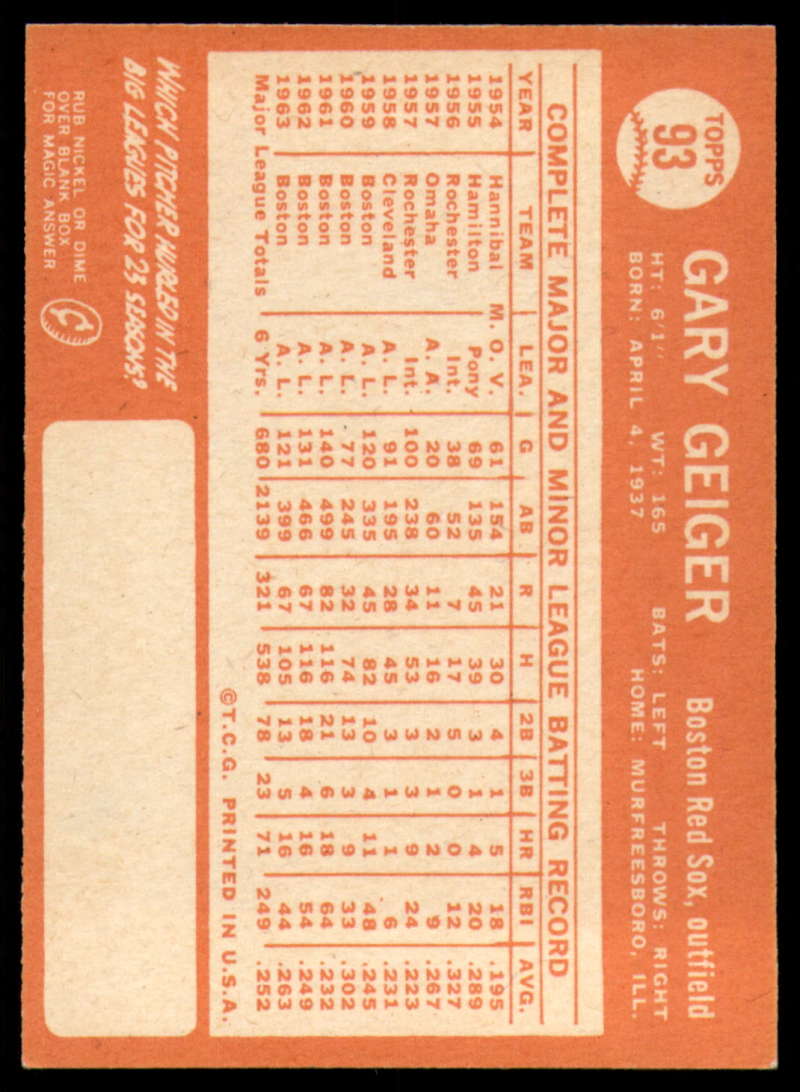 TOPPS
93
GARY GEIGER Boston Red Sox, outfield
HT: 6'1" WT: 165 BATS: LEFT THROWS: RIGHT
BORN: APRIL 4, 1937 HOME: MURFREESBORO, ILL.
COMPLETE MAJOR AND MINOR LEAGUE BATTING RECORD
YEAR TEAM LEA. G AB R H 2B 3B HR RBI AVG.
1954 Hannibal M. O. V. 61 154 21 30 4 1 5 18 .195
1955 Hamilton Pony 69 135 45 39 3 1 4 20 .289
1956 Rochester Int. 38 52 7 17 5 0 0 12 .327
1957 Omaha A. A. 20 60 11 16 2 1 2 9 .267
1957 Rochester Int. 100 238 34 53 3 3 9 24 .223
1958 Cleveland A. L. 91 195 28 45 3 1 1 6 .231
1959 Boston A. L. 120 335 45 82 10 4 11 48 .245
1960 Boston A. L. 77 245 32 74 13 3 9 33 .302
1961 Boston A. L. 140 499 82 116 21 6 18 64 .232
1962 Boston A. L. 131 466 67 116 18 4 16 54 .249
1963 Boston A. L. 121 399 67 105 13 5 16 44 .263
Major League Totals 6 Yrs. 680 2139 321 538 78 23 71 249 .252
©T.C.G. PRINTED IN U.S.A.
WHICH PITCHER HURLED IN THE
BIG LEAGUES FOR 23 SEASONS?
RUB NICKEL OR DIME
OVER BLANK BOX
FOR MAGIC ANSWER